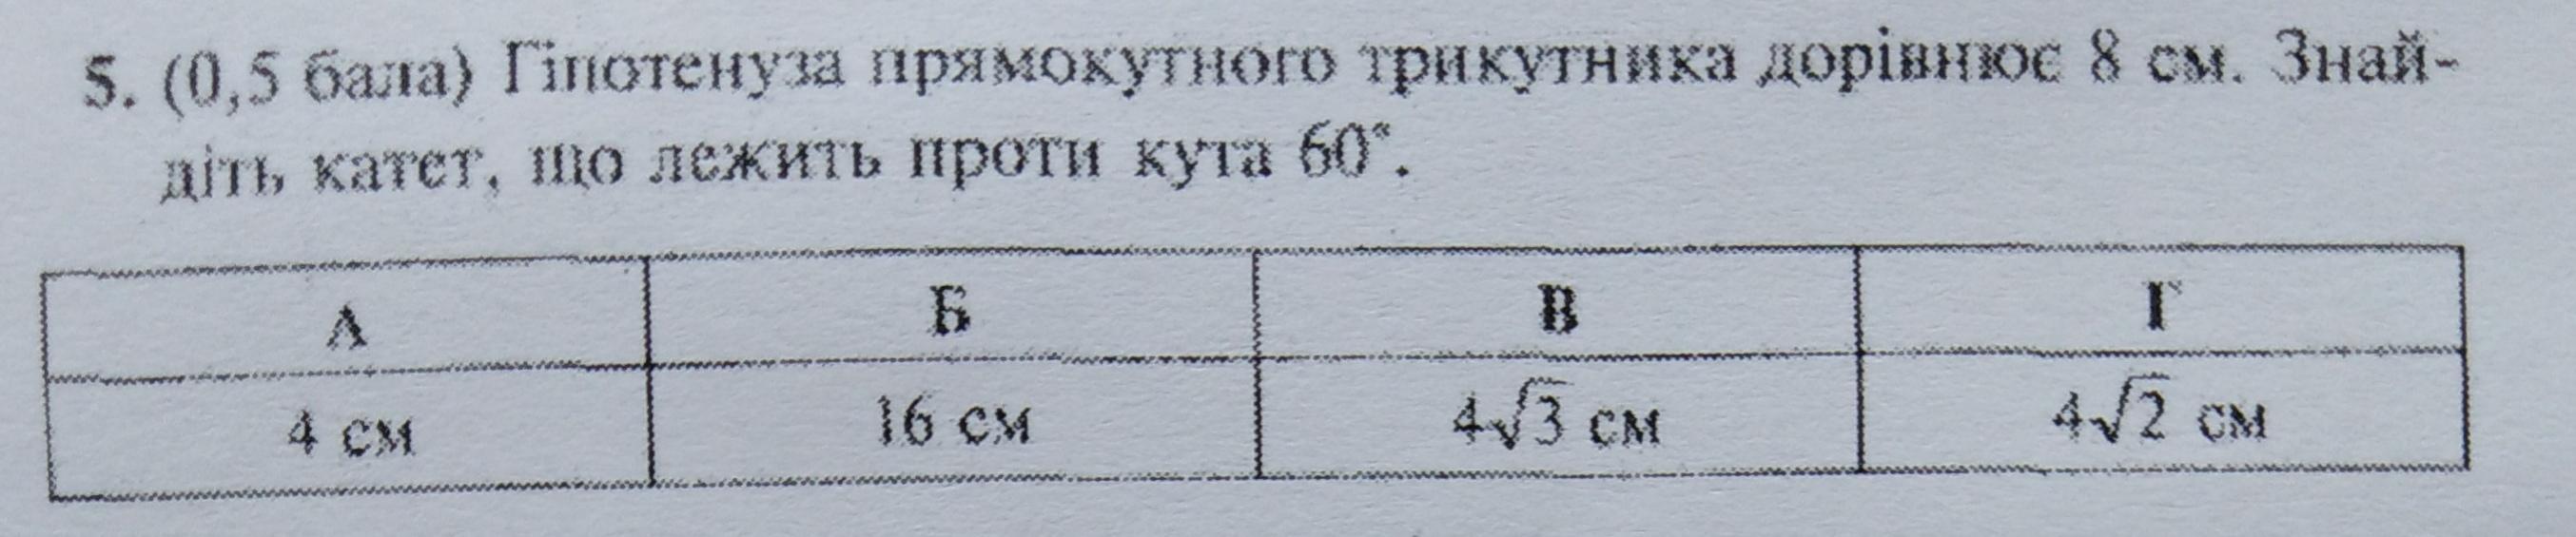 5. (0,5 бала) Гіпотенуза прямокутного трикутника дорівнює 8 см. Знай-
діть катет, що лежить проти кута 60°.
А Б В Г
4 см 16 см 4√3 см 4√2 см